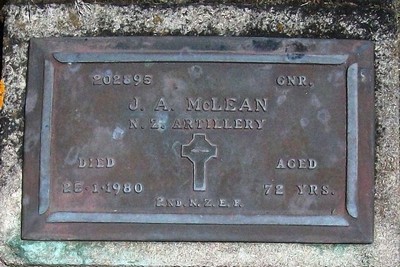 202895 GNR.
J. A. McLEAN
N. Z. ARTILLERY
DIED AGED
25·1·1980 72 YRS.
2ND. N.Z.E.F.